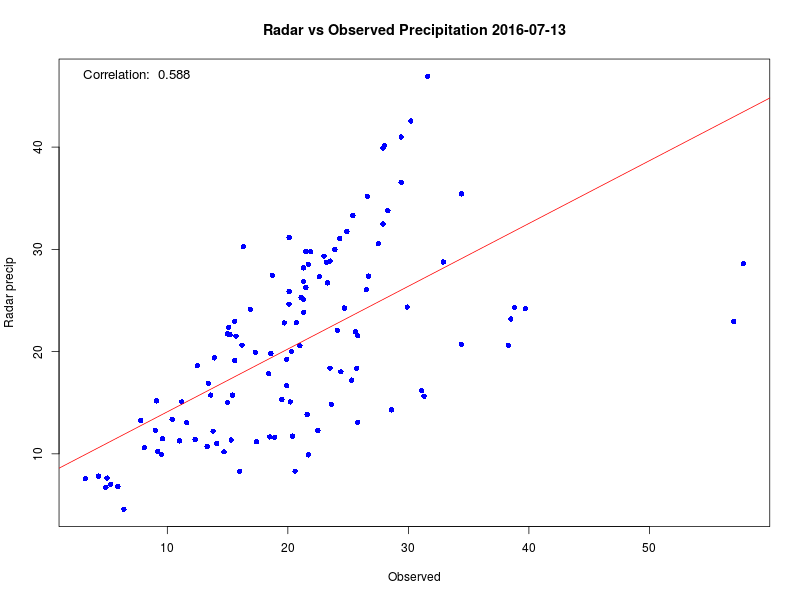 Radar vs Observed Precipitation 2016-07-13
Correlation:  0.588
Radar precip
40
30
20
10
10 20 30 40 50
Observed